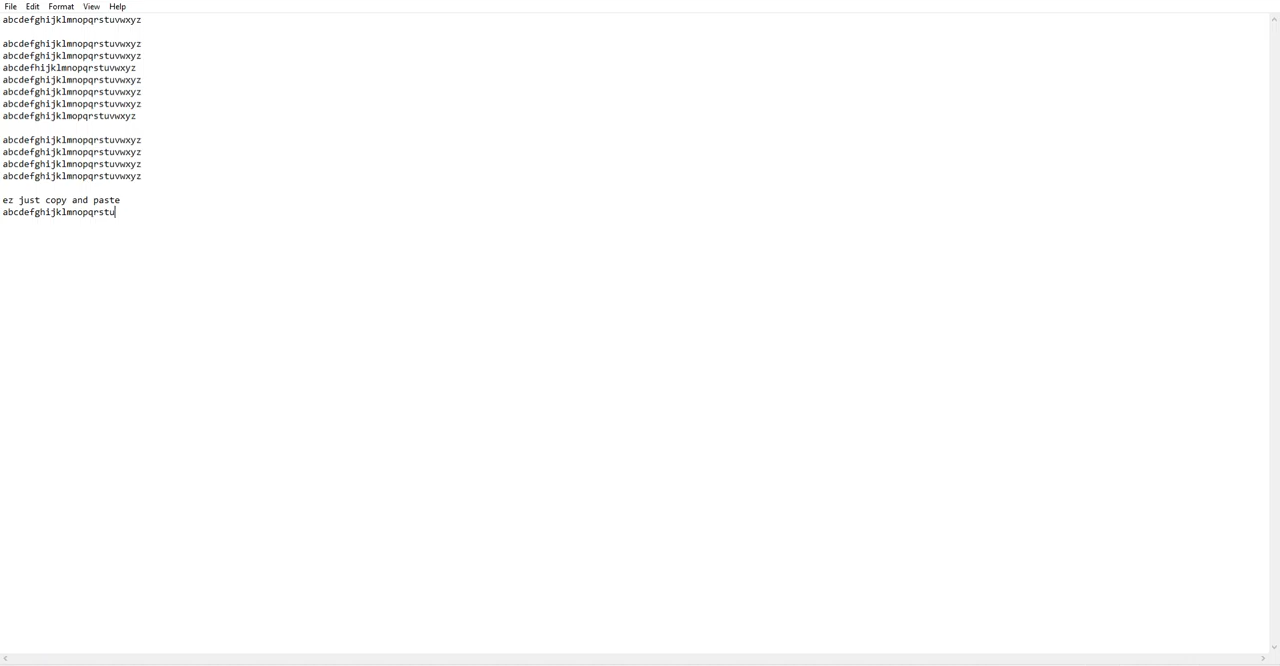 File Edit Format View Help
abcdefghijklmnopqrstuvwxyz
abcdefghijklmnopqrstuvwxyz
abcdefghijklmnopqrstuvwxyz
abcdefhijklmnopqrstuvwxyz
abcdefghijklmnopqrstuvwxyz
abcdefghijklmnopqrstuvwxyz
abcdefghijklmnopqrstuvwxyz
abcdefghijklmopqrstuvwxyz
abcdefghijklmnopqrstuvwxyz
abcdefghijklmnopqrstuvwxyz
abcdefghijklmnopqrstuvwxyz
abcdefghijklmnopqrstuvwxyz
ez just copy and paste
abcdefghijklmnopqrstu